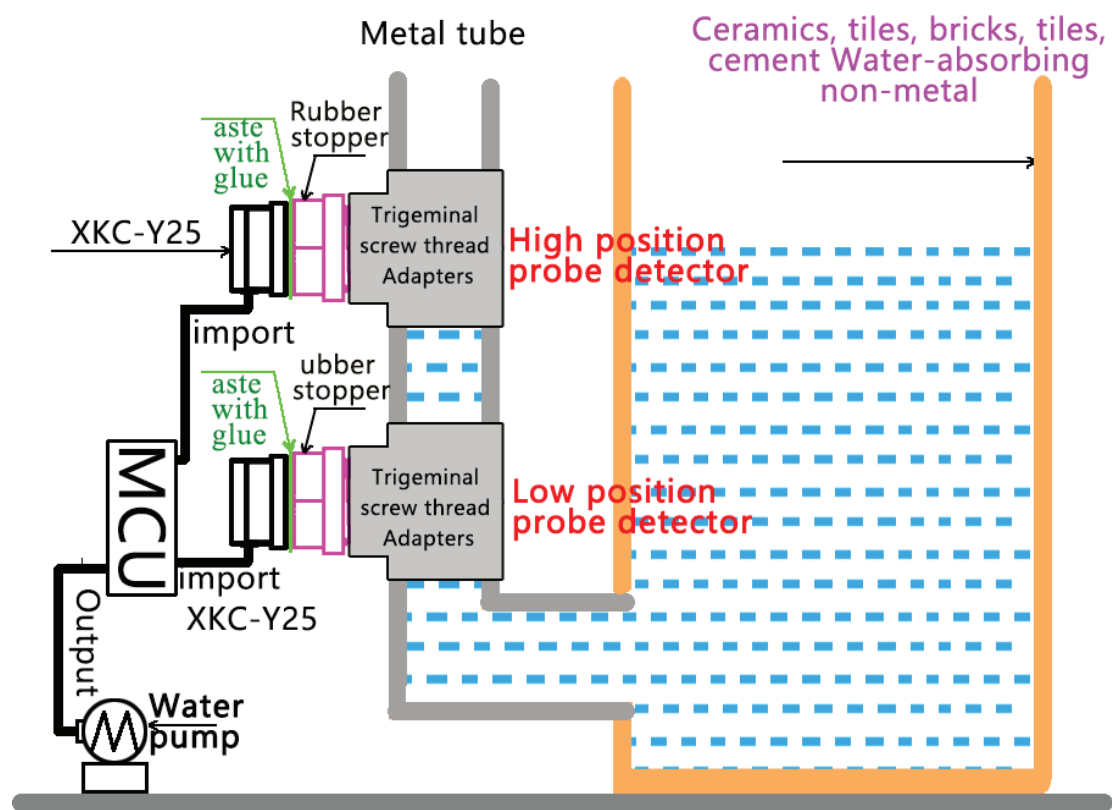 Metal tube
Ceramics, tiles, bricks, tiles,
cement Water-absorbing
non-metal
aste
with
glue
Rubber
stopper
XKC-Y25
Trigeminal
screw thread
Adapters
High position
probe detector
import
aste
with
glue
ubber
stopper
MCU
Trigeminal
screw thread
Adapters
Low position
probe detector
import
XKC-Y25
Output
Water
pump